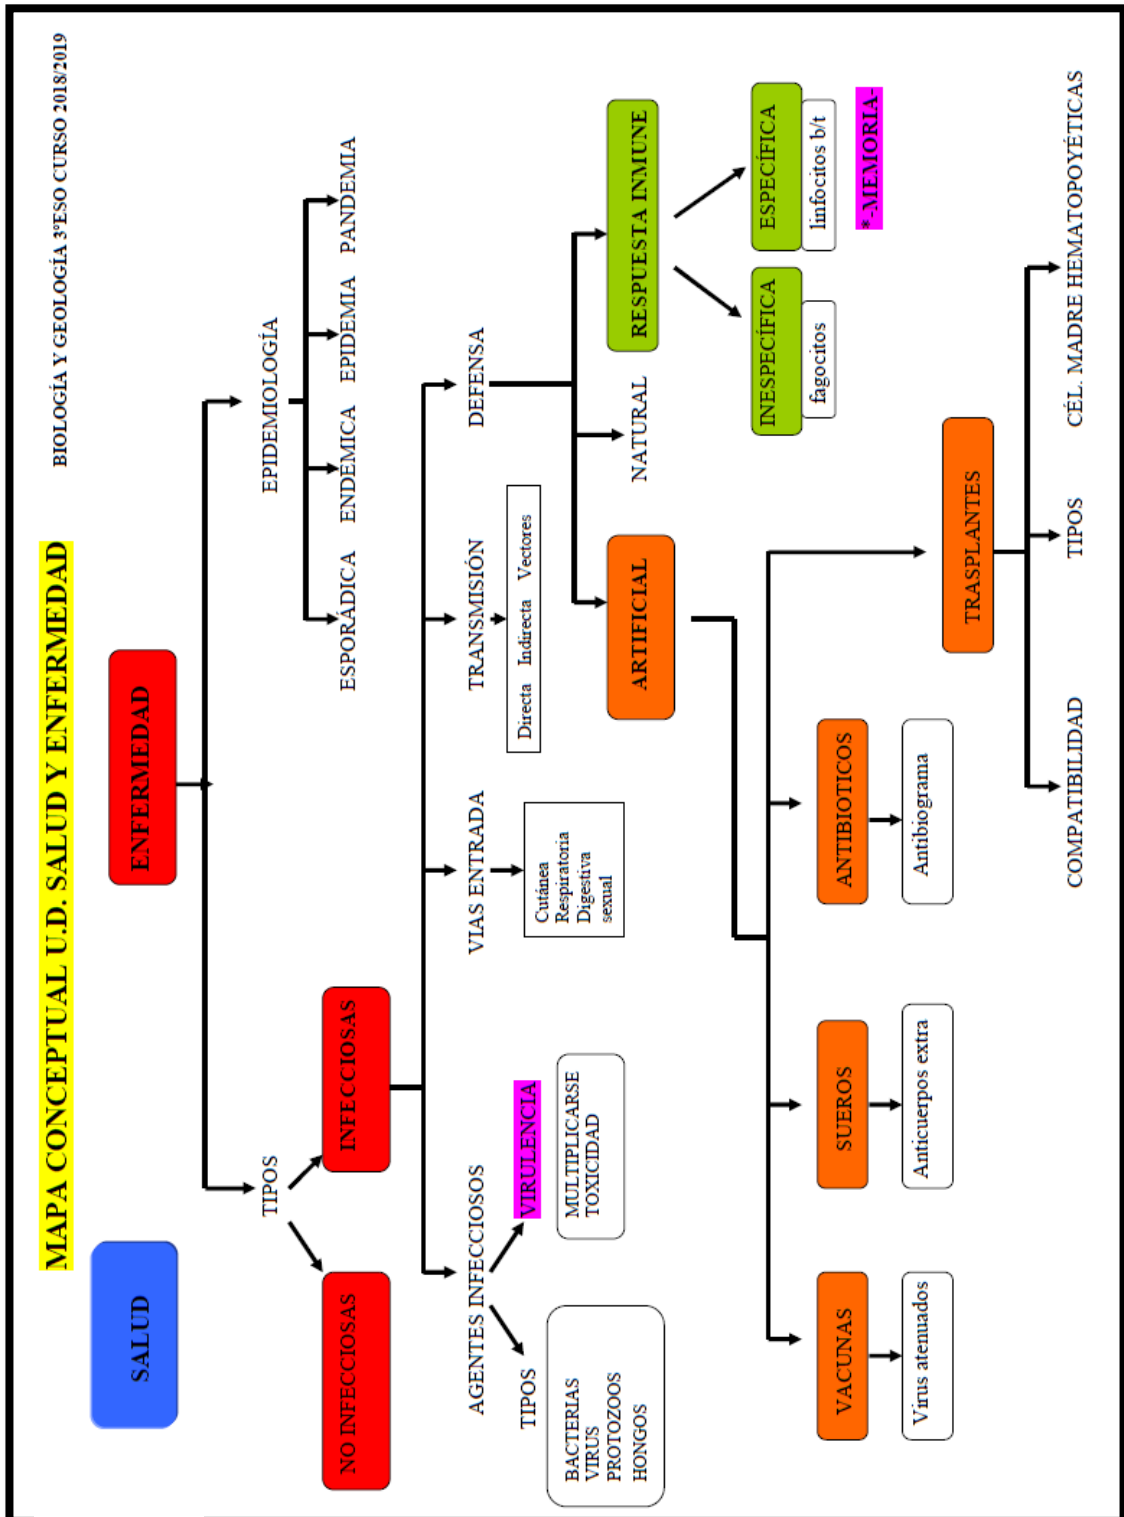 MAPA CONCEPTUAL U.D. SALUD Y ENFERMEDAD
BIOLOGÍA Y GEOLOGÍA 3ºESO CURSO 2018/2019
SALUD
ENFERMEDAD
TIPOS
EPIDEMIOLOGÍA
NO INFECCIOSAS
INFECCIOSAS
ESPORÁDICA
ENDEMICA
EPIDEMIA
PANDEMIA
AGENTES INFECCIOSOS
VIAS ENTRADA
TRANSMISIÓN
DEFENSA
TIPOS
VIRULENCIA
BACTERIAS
VIRUS
PROTOZOOS
HONGOS
MULTIPLICARSE
TOXICIDAD
Cutánea
Respiratoria
Digestiva
sexual
Directa Indirecta Vectores
ARTIFICIAL
NATURAL
RESPUESTA INMUNE
INESPECÍFICA
fagocitos
ESPECÍFICA
linfocitos b/t
*-MEMORIA-
VACUNAS
SUEROS
ANTIBIOTICOS
Virus atenuados
Anticuerpos extra
Antibiograma
TRASPLANTES
COMPATIBILIDAD
TIPOS
CÉL. MADRE HEMATOPOYÉTICAS